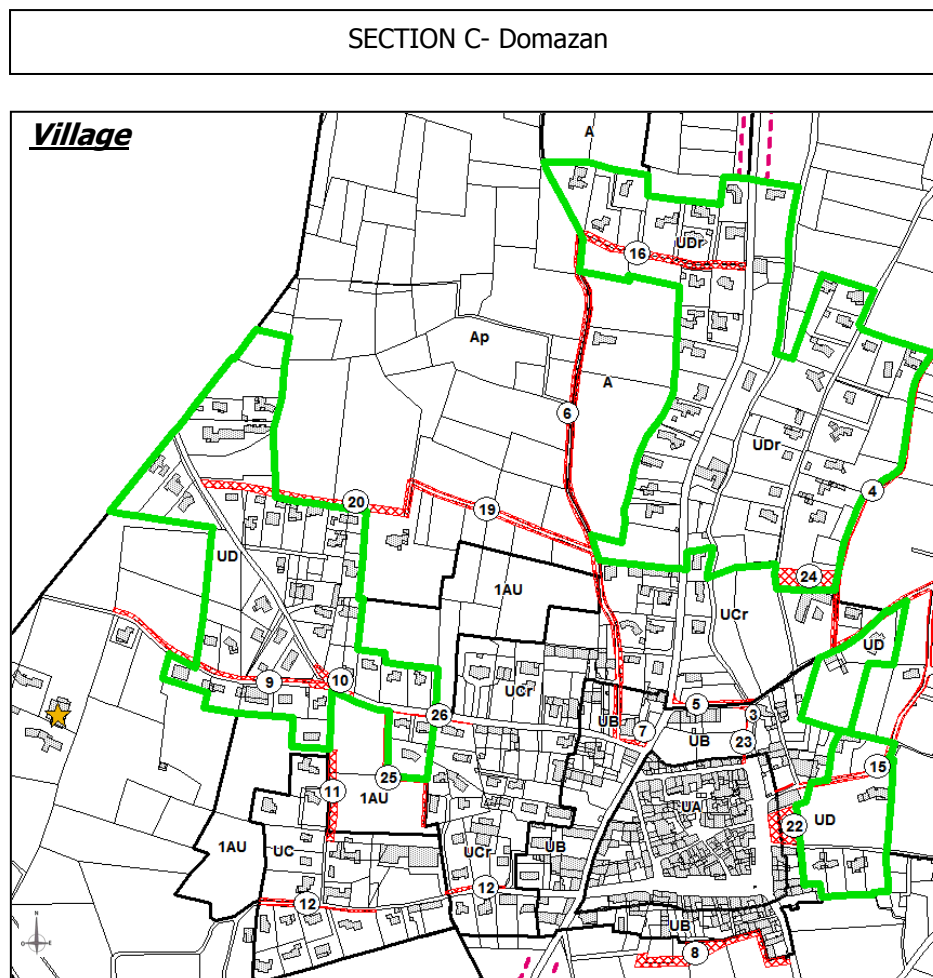 SECTION C- Domazan
Village
A
UDr
16
Ap
6
A
UDr
4
20
19
UD
24
1AU
UCr
UD
9
10
UCr
26
UB
7
5
3
UB
23
15
25
11
1AU
UA
22
UD
1AU
UC
UCr
UB
12
12
UB
8
N